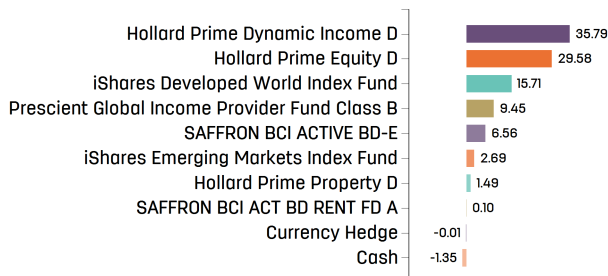 Hollard Prime Dynamic Income D 35.79
Hollard Prime Equity D 29.58
iShares Developed World Index Fund 15.71
Prescient Global Income Provider Fund Class B 9.45
SAFFRON BCI ACTIVE BD-E 6.56
iShares Emerging Markets Index Fund 2.69
Hollard Prime Property D 1.49
SAFFRON BCI ACT BD RENT FD A 0.10
Currency Hedge -0.01
Cash -1.35